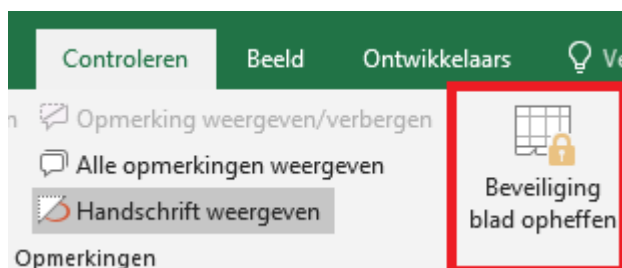 Controleren Beeld Ontwikkelaars
Opmerking weergeven/verbergen
Alle opmerkingen weergeven
Handschrift weergeven
Opmerkingen
Beveiliging
blad opheffen